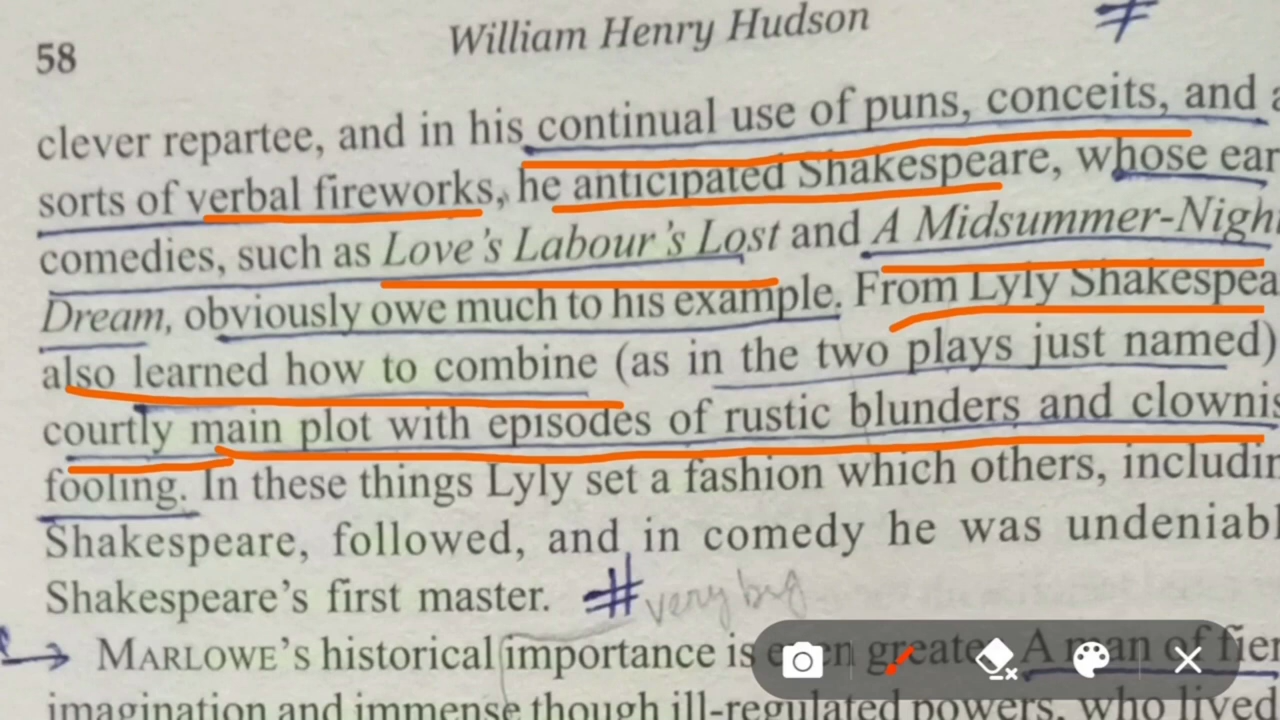 58
William Henry Hudson
#
clever repartee, and in his continual use of puns, conceits, and a
sorts of verbal fireworks, he anticipated Shakespeare, whose ear
comedies, such as Love's Labour's Lost and A Midsummer-Nigh
Dream, obviously owe much to his example. From Lyly Shakespea
also learned how to combine (as in the two plays just named)
courtly main plot with episodes of rustic blunders and clownis
fooling. In these things Lyly set a fashion which others, includin
Shakespeare, followed, and in comedy he was undeniabl
Shakespeare's first master. # very big
MARLOWE's historical importance is even greater. A man of fier
imagination and immense though ill-regulated powers, who lived